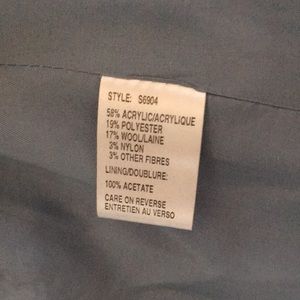 STYLE: S6904
58% ACRYLIC/ACRYLIQUE
19% POLYESTER
17% WOOL/LAINE
3% NYLON
3% OTHER FIBRES
LINING/DOUBLURE:
100% ACETATE
CARE ON REVERSE
ENTRETIEN AU VERSO